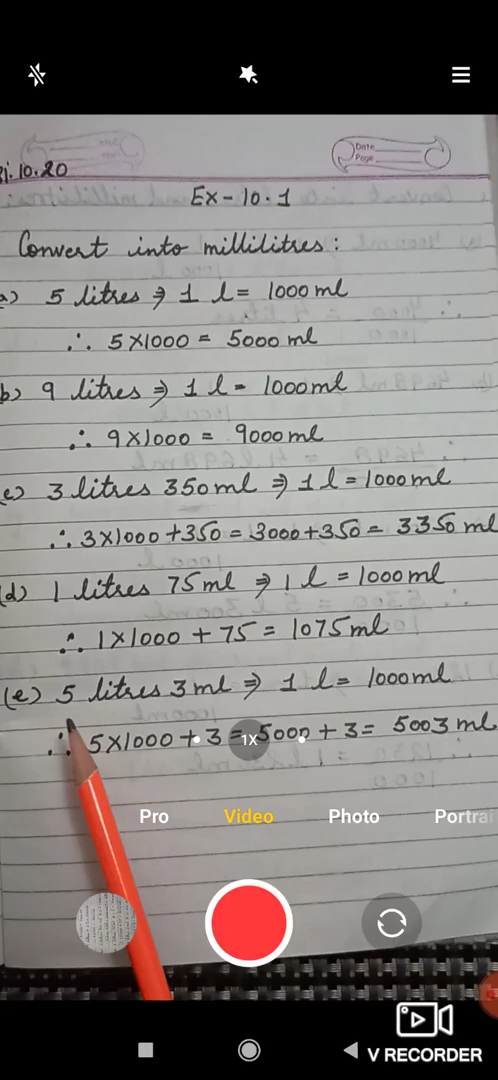 Date
Page
31.10.20
Ex-10.1
Convert into millilitres:
a) 5 litres ⇒ 1 l = 1000 ml
∴ 5×1000 = 5000 ml
b) 9 litres ⇒ 1 l = 1000 ml
∴ 9×1000 = 9000 ml
(c) 3 litres 350 ml ⇒ 1 l = 1000 ml
∴ 3×1000 + 350 = 3000 + 350 = 3350 ml
(d) 1 litres 75 ml ⇒ 1 l = 1000 ml
∴ 1×1000 + 75 = 1075 ml
(e) 5 litres 3 ml ⇒ 1 l = 1000 ml
∴ 5×1000 + 3 = 5000 + 3 = 5003 ml
1X
Pro Video Photo Portrai
V RECORDER